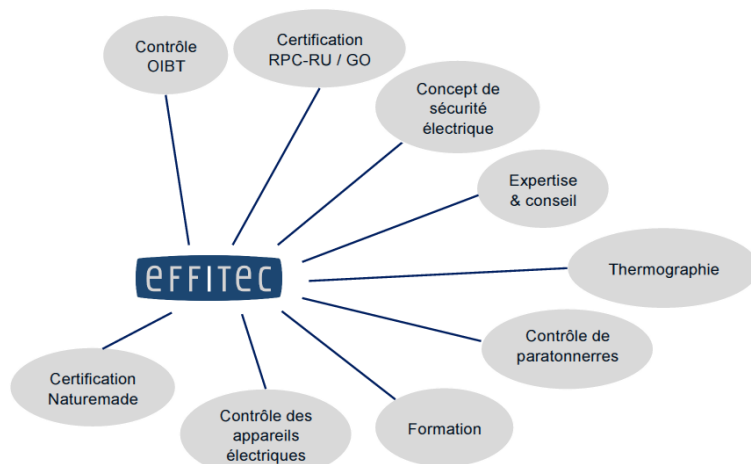 Contrôle
OIBT
Certification
RPC-RU / GO
Concept de
sécurité
électrique
Expertise
& conseil
Thermographie
Contrôle de
paratonnerres
Formation
Contrôle des
appareils
électriques
Certification
Naturemade
eFFITec